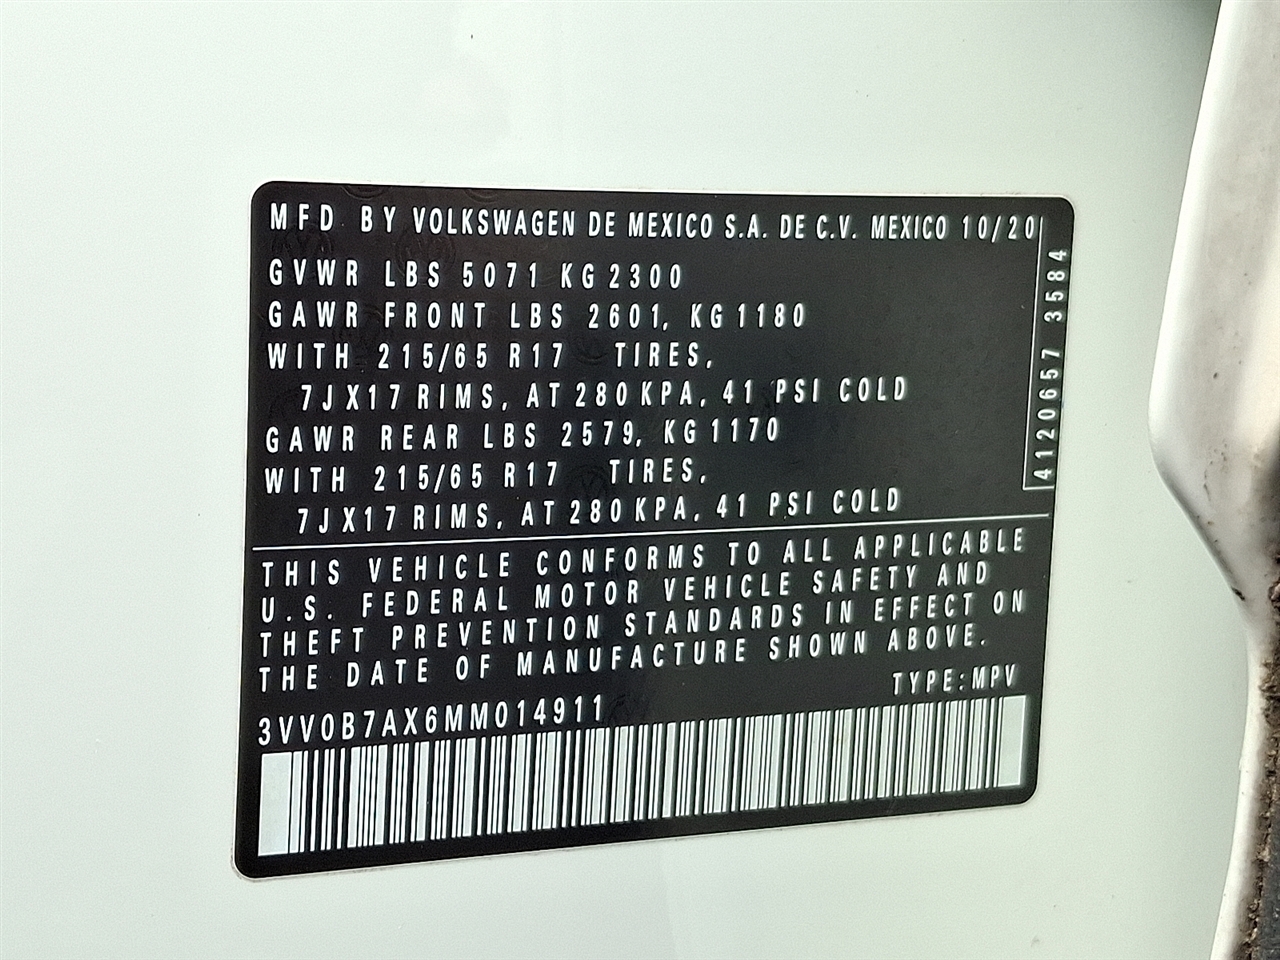 MFD BY VOLKSWAGEN DE MEXICO S.A. DE C.V. MEXICO 10/20
GVWR LBS 5071 KG 2300
GAWR FRONT LBS 2601, KG 1180
WITH 215/65 R17 TIRES,
7JX17 RIMS, AT 280 KPA, 41 PSI COLD
GAWR REAR LBS 2579, KG 1170
WITH 215/65 R17 TIRES,
7JX17 RIMS, AT 280 KPA, 41 PSI COLD
4120657 3584
THIS VEHICLE CONFORMS TO ALL APPLICABLE
U.S. FEDERAL MOTOR VEHICLE SAFETY AND
THEFT PREVENTION STANDARDS IN EFFECT ON
THE DATE OF MANUFACTURE SHOWN ABOVE.
TYPE: MPV
3VV0B7AX6MM014911